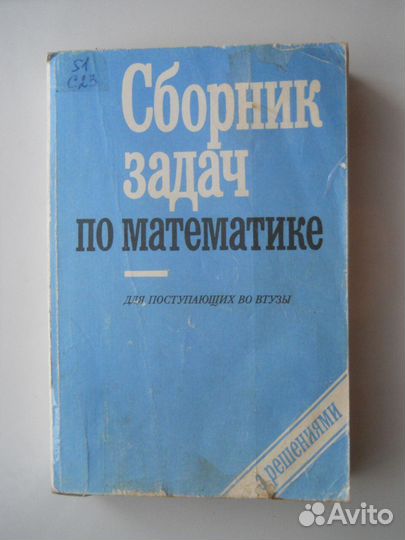 51
С23
Сборник
задач
по математике
ДЛЯ ПОСТУПАЮЩИХ ВО ВТУЗЫ
с решениями
Avito